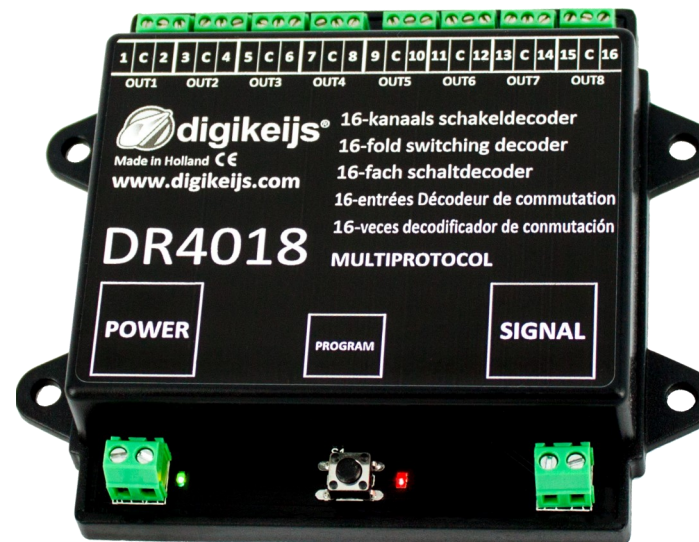 1 C 2 3 C 4 5 C 6 7 C 8 9 C 10 11 C 12 13 C 14 15 C 16
OUT1 OUT2 OUT3 OUT4 OUT5 OUT6 OUT7 OUT8
digikeijs®
Made in Holland CE
www.digikeijs.com
16-kanaals schakeldecoder
16-fold switching decoder
16-fach schaltdecoder
16-entrées Décodeur de commutation
16-veces decodificador de conmutación
DR4018 MULTIPROTOCOL
POWER
PROGRAM
SIGNAL